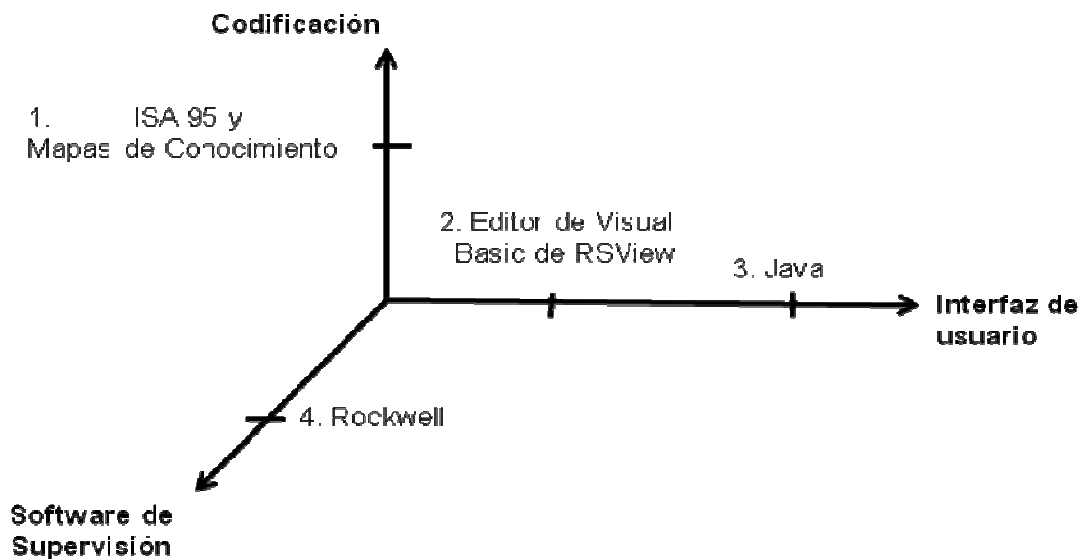 Codificación
1. ISA 95 y
Mapas de Conocimiento
2. Editor de Visual
Basic de RSView
3. Java
Interfaz de
usuario
4. Rockwell
Software de
Supervisión